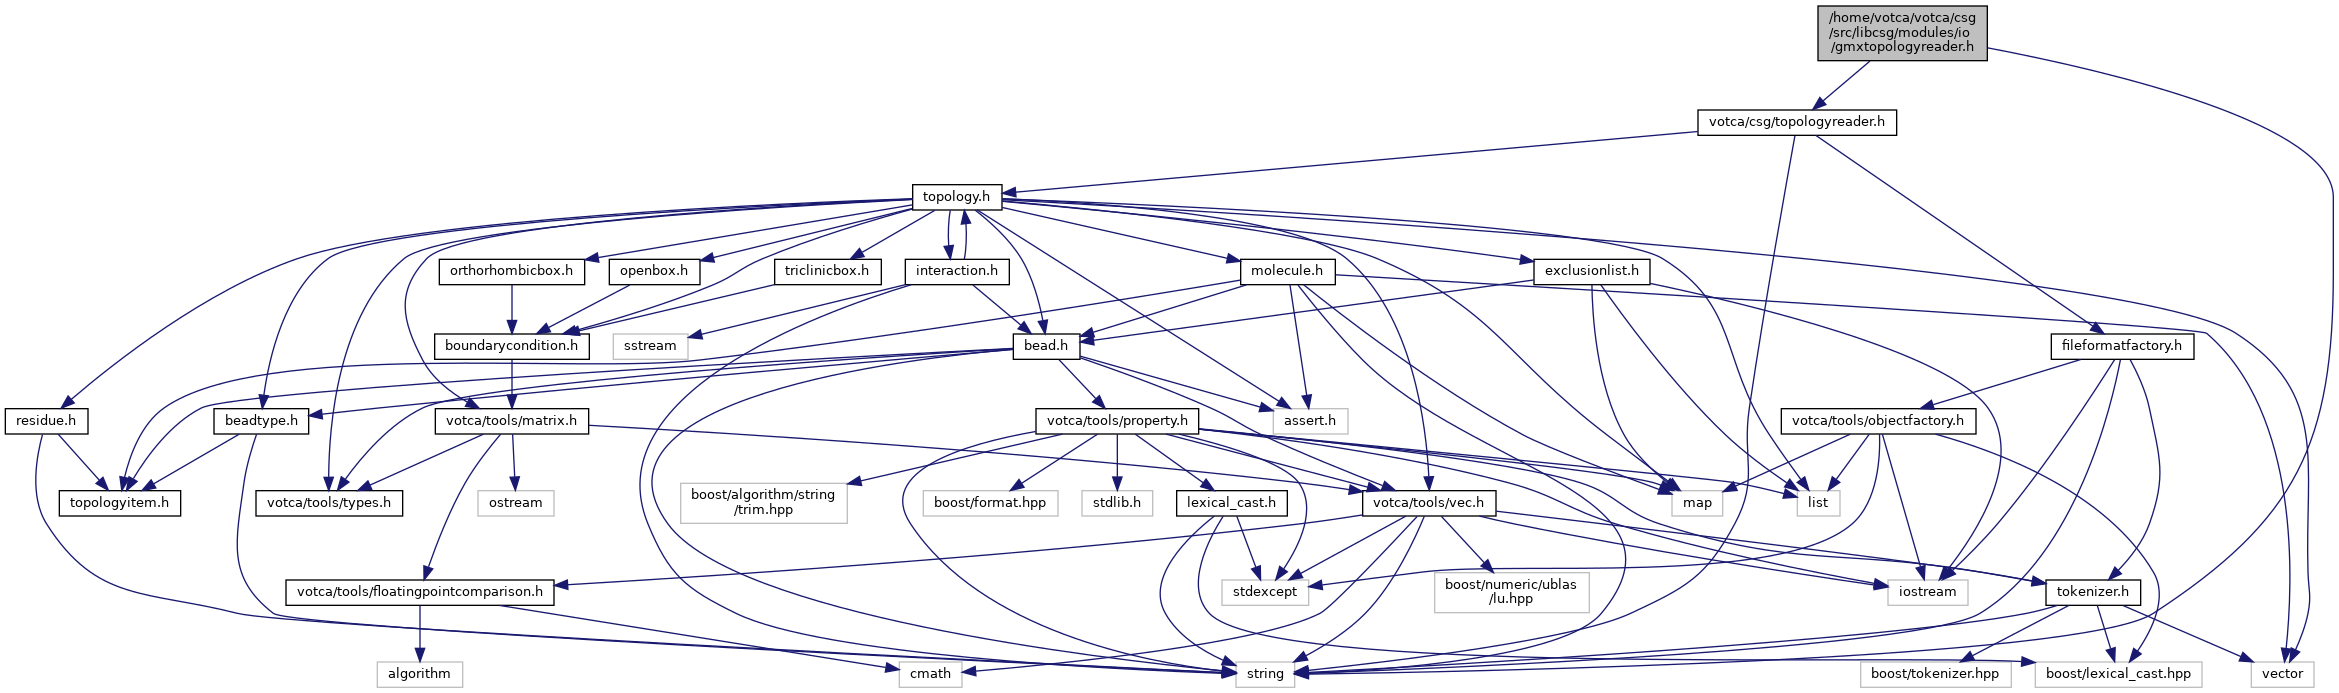 /home/votca/votca/csg
/src/libcsg/modules/io
/gmxtopologyreader.h
votca/csg/topologyreader.h
topology.h
orthorhombicbox.h
openbox.h
triclinicbox.h
interaction.h
molecule.h
exclusionlist.h
boundarycondition.h
sstream
bead.h
fileformatfactory.h
residue.h
beadtype.h
votca/tools/matrix.h
votca/tools/property.h
assert.h
votca/tools/objectfactory.h
topologyitem.h
votca/tools/types.h
ostream
boost/algorithm/string
/trim.hpp
boost/format.hpp
stdlib.h
lexical_cast.h
votca/tools/vec.h
map
list
votca/tools/floatingpointcomparison.h
stdexcept
boost/numeric/ublas
/lu.hpp
iostream
tokenizer.h
algorithm
cmath
string
boost/tokenizer.hpp
boost/lexical_cast.hpp
vector